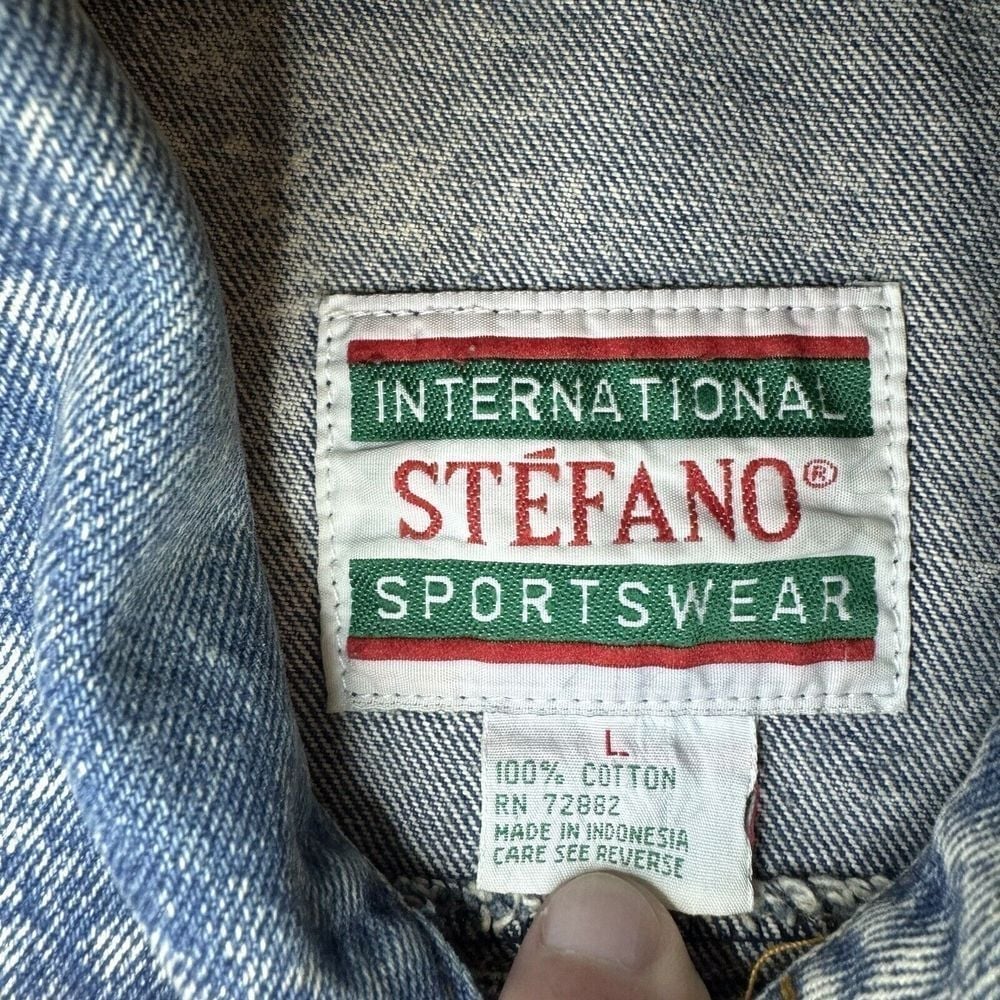 INTERNATIONAL
STÉFANO®
SPORTSWEAR
L
100% COTTON
RN 72882
MADE IN INDONESIA
CARE SEE REVERSE